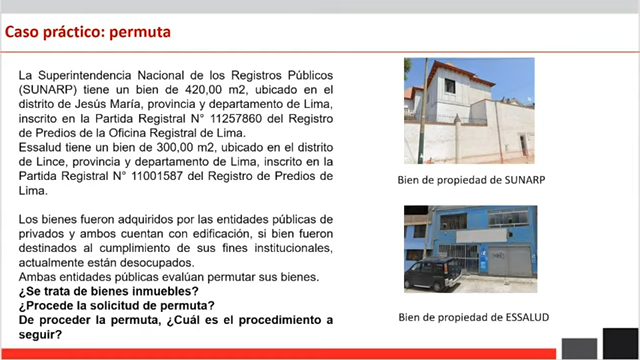 Caso práctico: permuta
La Superintendencia Nacional de los Registros Públicos
(SUNARP) tiene un bien de 420,00 m2, ubicado en el
distrito de Jesús María, provincia y departamento de Lima,
inscrito en la Partida Registral N° 11257860 del Registro
de Predios de la Oficina Registral de Lima.
Essalud tiene un bien de 300,00 m2, ubicado en el distrito
de Lince, provincia y departamento de Lima, inscrito en la
Partida Registral N° 11001587 del Registro de Predios de
Lima.
Los bienes fueron adquiridos por las entidades públicas de
privados y ambos cuentan con edificación, si bien fueron
destinados al cumplimiento de sus fines institucionales,
actualmente están desocupados.
Ambas entidades públicas evalúan permutar sus bienes.
¿Se trata de bienes inmuebles?
¿Procede la solicitud de permuta?
De proceder la permuta, ¿Cuál es el procedimiento a
seguir?
Bien de propiedad de SUNARP
Bien de propiedad de ESSALUD